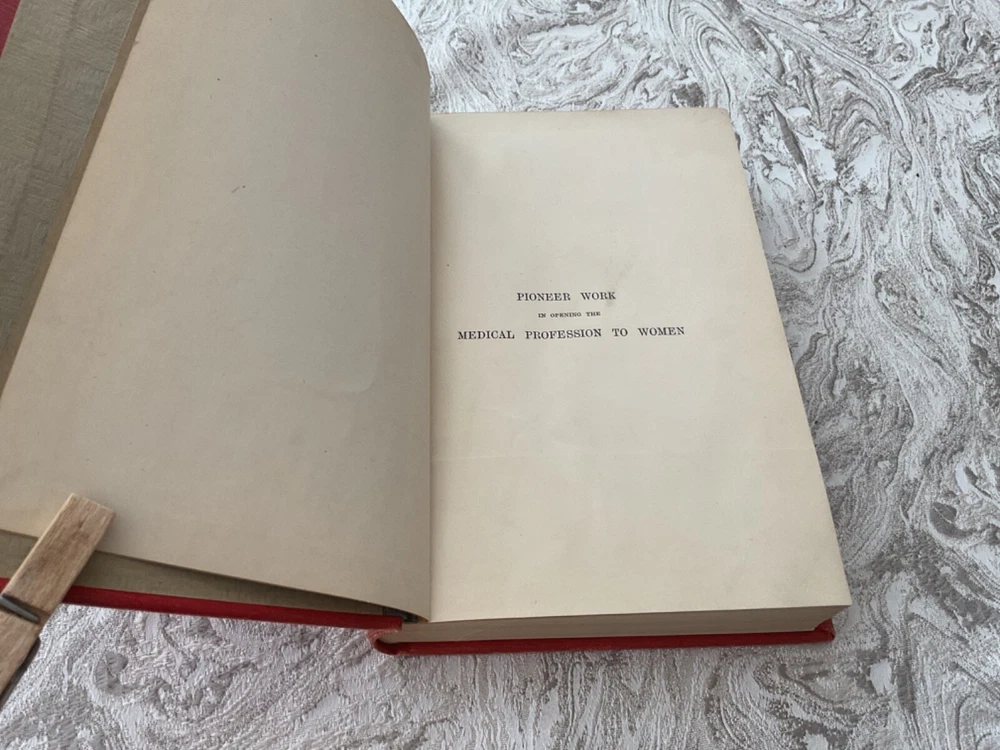 PIONEER WORK
IN OPENING THE
MEDICAL PROFESSION TO WOMEN